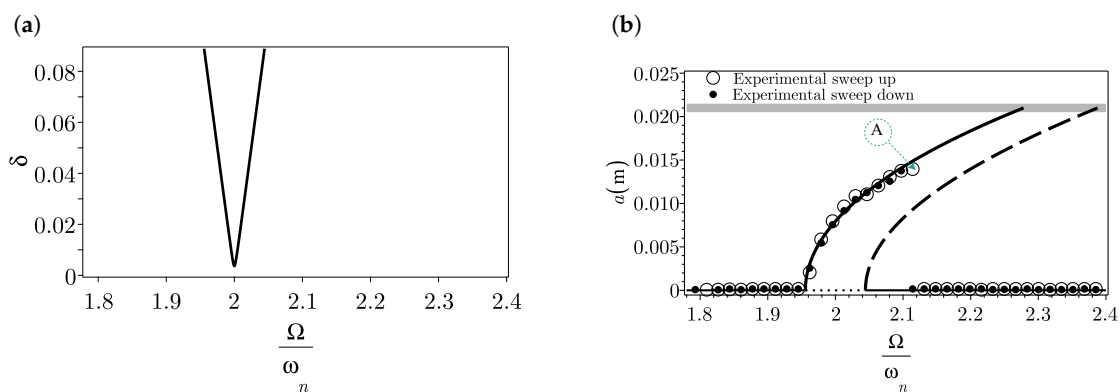 (a)
0.08
0.06
0.04
0.02
0
δ
1.8 1.9 2 2.1 2.2 2.3 2.4
Ω
ω
n
(b)
Experimental sweep up
Experimental sweep down
A
0.025
0.020
0.015
0.010
0.005
0
a(m)
1.8 1.9 2 2.1 2.2 2.3 2.4
Ω
ω
n